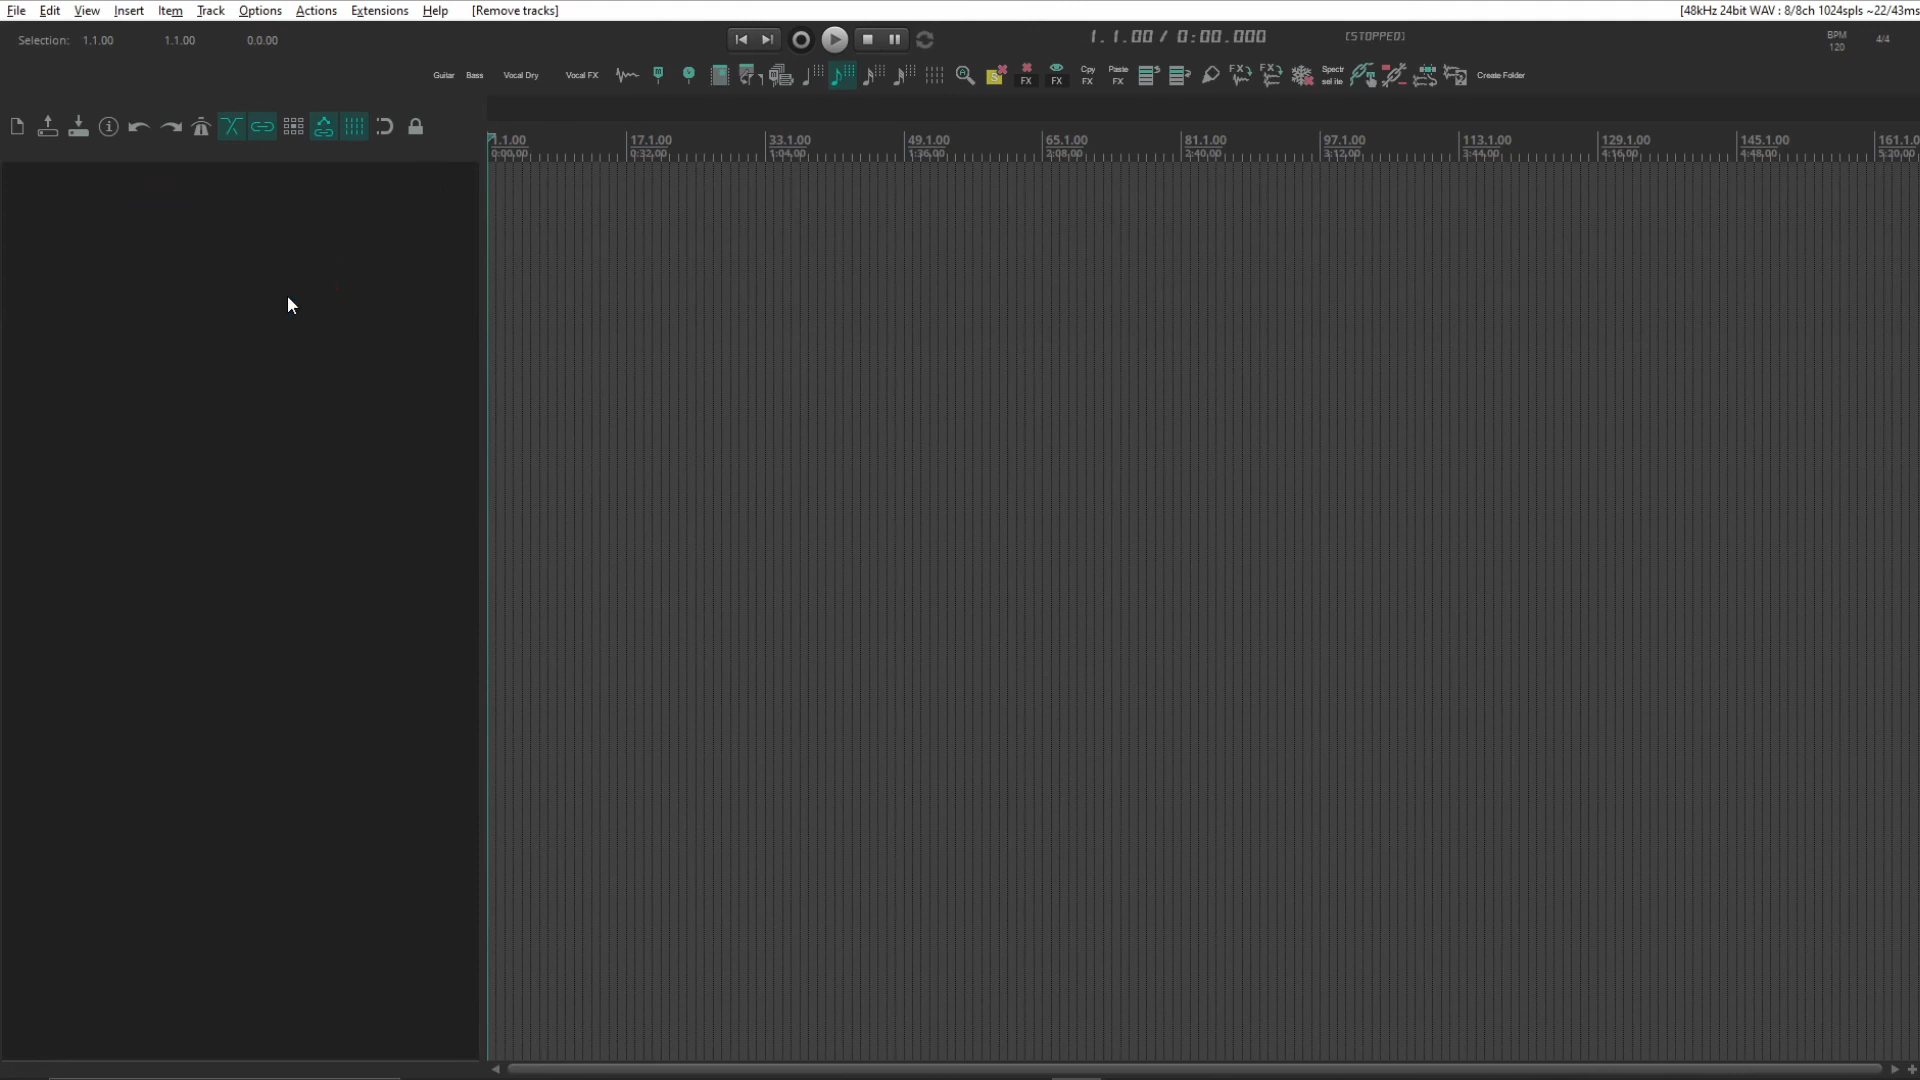 File Edit View Insert Item Track Options Actions Extensions Help [Remove tracks] [48kHz 24bit WAV : 8/8ch 1024spls ~22/43ms
Selection: 1.1.00 1.1.00 0.0.00 1.1.00 / 0:00.000 [STOPPED] BPM 120 4/4
Guitar Bass Vocal Dry Vocal FX FX FX Cpy FX Paste FX FX FX Spectr sel ite Create Folder
1.1.00 17.1.00 33.1.00 49.1.00 65.1.00 81.1.00 97.1.00 113.1.00 129.1.00 145.1.00 161.1.0
0:00.00 0:32.00 1:04.00 1:36.00 2:08.00 2:40.00 3:12.00 3:44.00 4:16.00 4:48.00 5:20.00